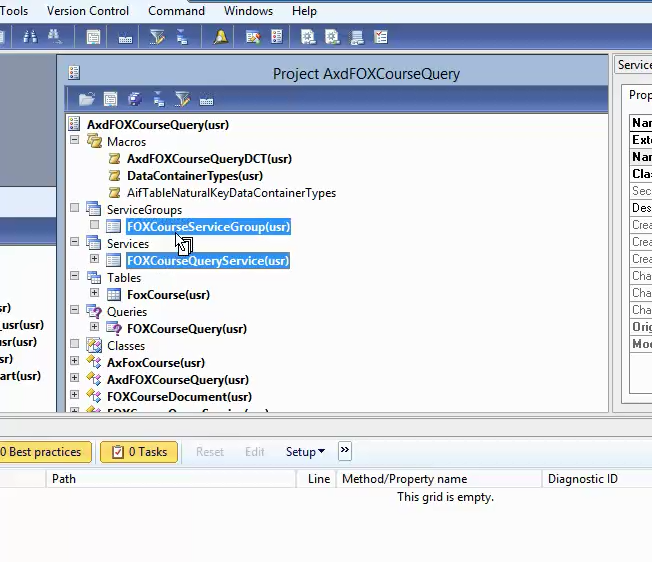 Tools Version Control Command Windows Help
Project AxdFOXCourseQuery
Service
Prop
AxdFOXCourseQuery(usr)
Nar
Macros
Exte
AxdFOXCourseQueryDCT(usr)
Nar
DataContainerTypes(usr)
Clas
AifTableNaturalKeyDataContainerTypes
Sec
ServiceGroups
Des
FOXCourseServiceGroup(usr)
Crea
Services
Crea
FOXCourseQueryService(usr)
Crea
Tables
Cha
FoxCourse(usr)
Cha
sr)
Queries
Cha
_usr(usr)
FOXCourseQuery(usr)
Orig
usr(usr)
Classes
Moc
sr)
AxFoxCourse(usr)
art(usr)
AxdFOXCourseQuery(usr)
FOXCourseDocument(usr)
0 Best practices 0 Tasks Reset Edit Setup
Path Line Method/Property name Diagnostic ID
This grid is empty.